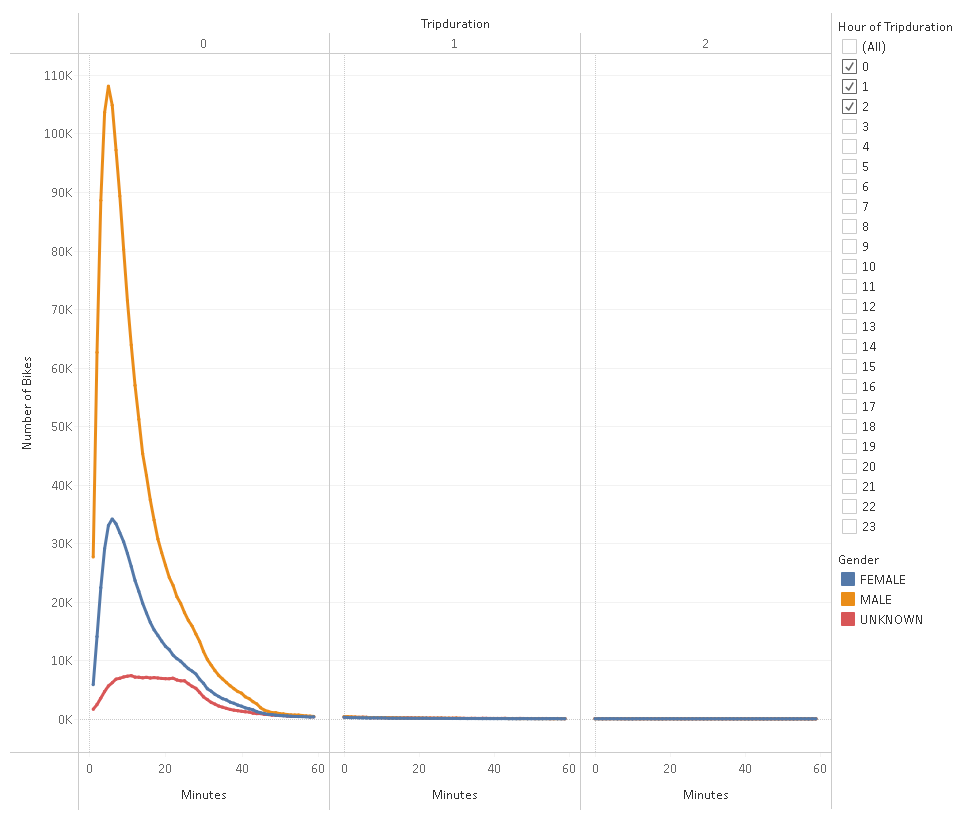 Tripduration
0 1 2
110K
100K
90K
80K
70K
60K
50K
40K
30K
20K
10K
0K
Number of Bikes
0 20 40 60 0 20 40 60 0 20 40 60
Minutes Minutes Minutes
Hour of Tripduration
(All)
0
1
2
3
4
5
6
7
8
9
10
11
12
13
14
15
16
17
18
19
20
21
22
23
Gender
FEMALE
MALE
UNKNOWN